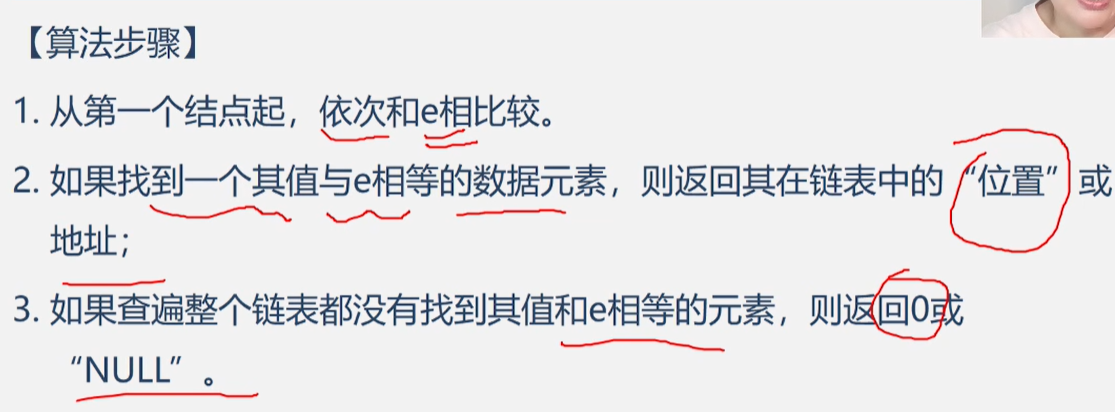 【算法步骤】
1. 从第一个结点起，依次和e相比较。
2. 如果找到一个其值与e相等的数据元素，则返回其在链表中的“位置”或
地址；
3. 如果查遍整个链表都没有找到其值和e相等的元素，则返回0或
“NULL”。